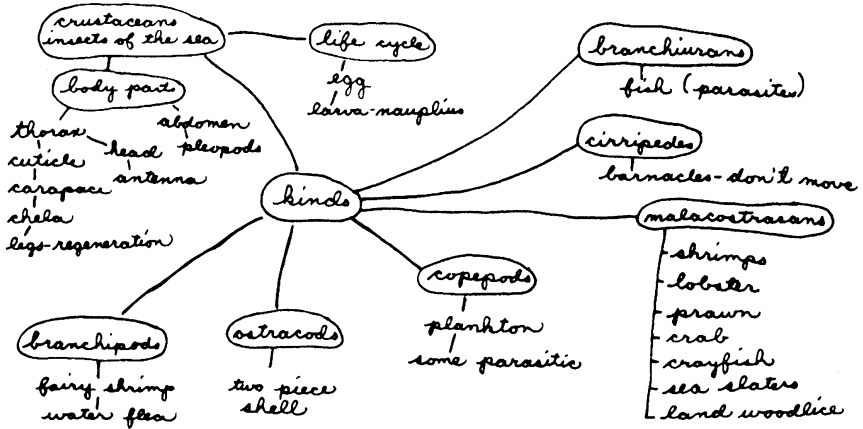 crustaceans
insects of the sea
life cycle
egg
larva-nauplius
body part
thorax
cuticle
carapace
chela
legs-regeneration
head
antenna
abdomen
pleopods
kinds
branchiurans
fish (parasites)
cirripedes
barnacles-don't move
malacostrasans
shrimps
lobster
prawn
crab
crayfish
sea slaters
land woodlice
copepods
plankton
some parasitic
ostracods
two piece
shell
branchipods
fairy shrimp
water flea